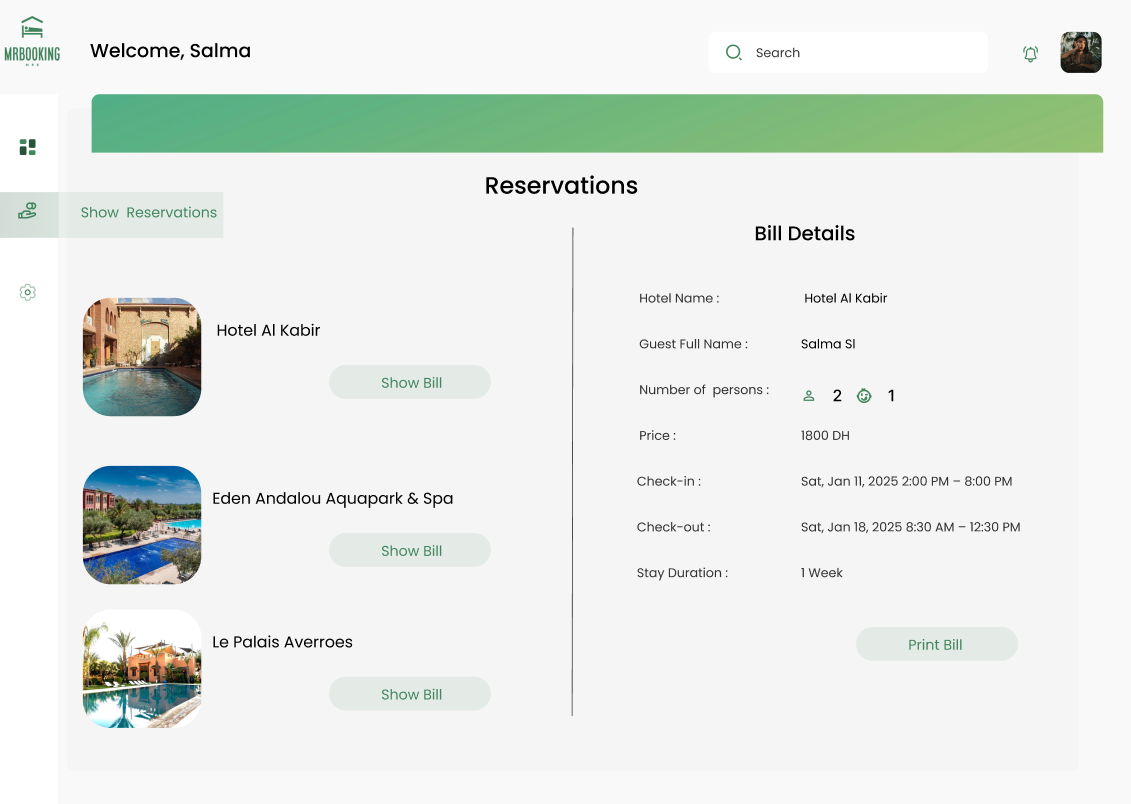 MRBOOKING
Welcome, Salma
Search
Reservations
Show Reservations
Hotel Al Kabir
Show Bill
Eden Andalou Aquapark & Spa
Show Bill
Le Palais Averroes
Show Bill
Bill Details
Hotel Name : Hotel Al Kabir
Guest Full Name : Salma Sl
Number of persons : 2 1
Price : 1800 DH
Check-in : Sat, Jan 11, 2025 2:00 PM – 8:00 PM
Check-out : Sat, Jan 18, 2025 8:30 AM – 12:30 PM
Stay Duration : 1 Week
Print Bill